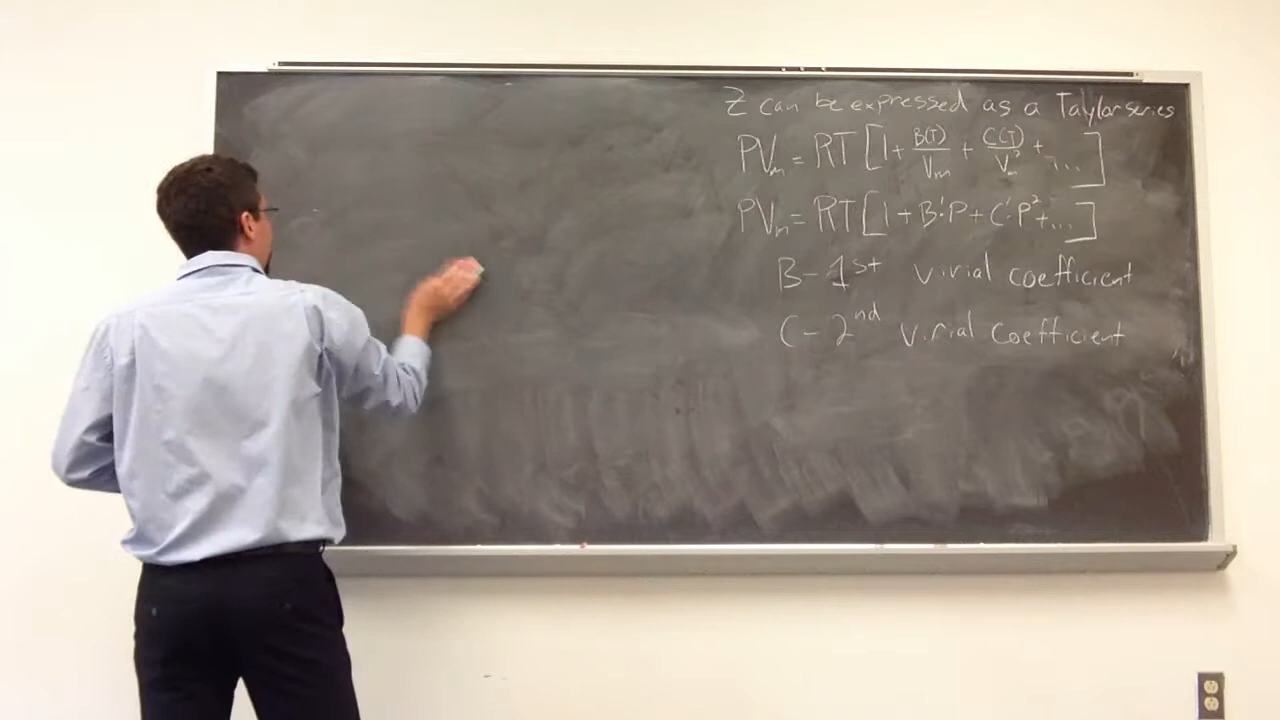 Z can be expressed as a Taylor series
PVₘ = RT [1 + B(T)/Vₘ + C(T)/Vₘ² + ...]
PVₘ = RT [1 + B'·P + C'·P² + ...]
B - 1st virial coefficient
C - 2nd virial coefficient